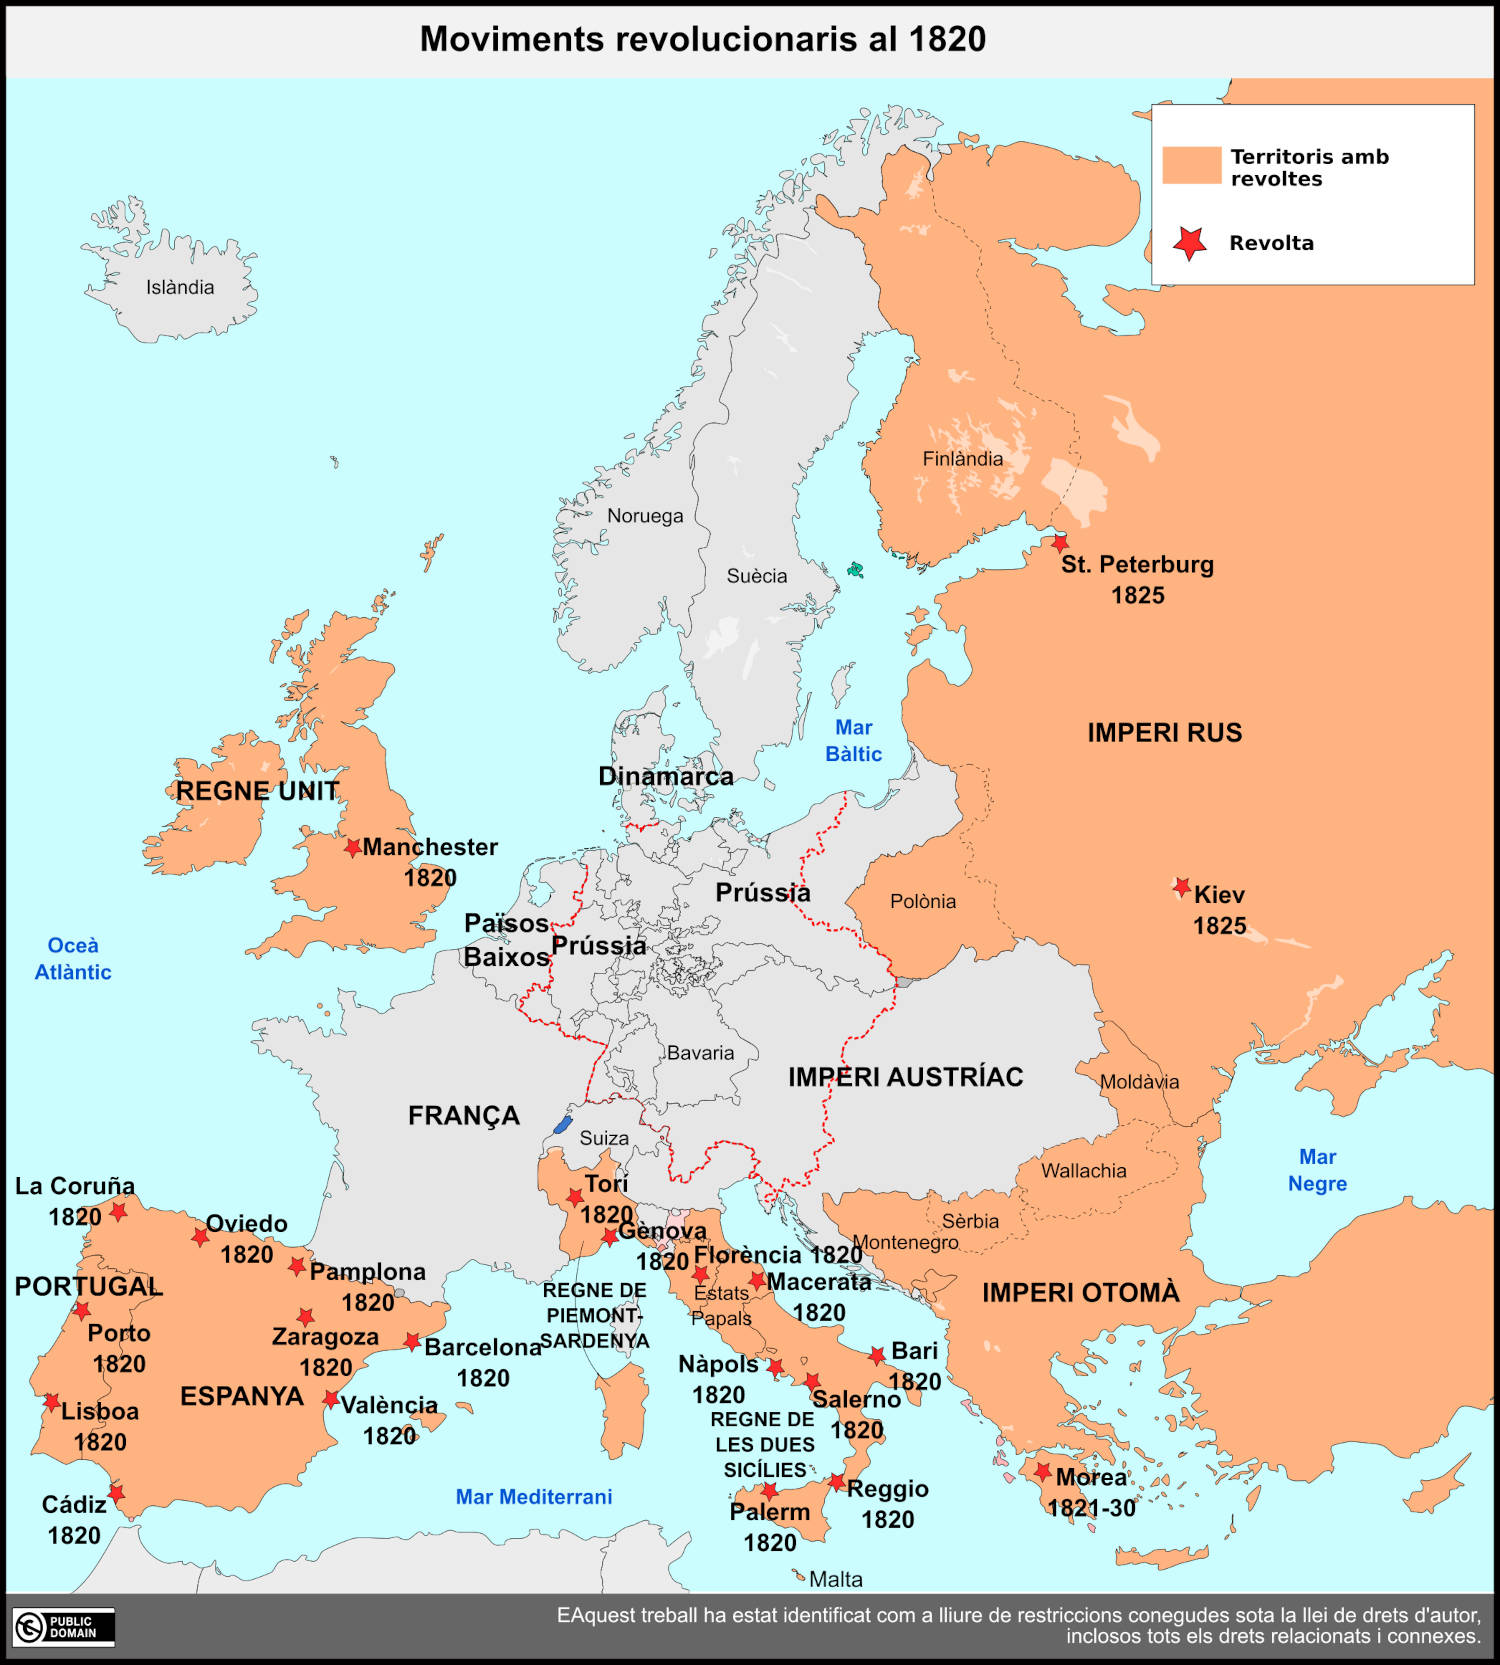 Moviments revolucionaris al 1820
Territoris amb
revoltes
Revolta
Islàndia
Finlàndia
Noruega
Suècia
St. Peterburg
1825
Mar
Bàltic
IMPERI RUS
Dinamarca
REGNE UNIT
Manchester
1820
Prússia
Polònia
Kiev
1825
Països
Baixos
Prússia
Oceà
Atlàntic
Bavaria
IMPERI AUSTRÍAC
Moldàvia
FRANÇA
Suiza
Wallachia
Mar
Negre
La Coruña
1820
Torí
1820
Oviedo
1820
Gènova
1820
Sèrbia
Montenegro
Florència 1820
Pamplona
1820
PORTUGAL
Macerata
1820
REGNE DE
PIEMONT-
SARDENYA
Estats
Papals
IMPERI OTOMÀ
Porto
1820
Zaragoza
1820
Barcelona
1820
Bari
1820
Nàpols
1820
ESPANYA
València
1820
Salerno
1820
Lisboa
1820
REGNE DE
LES DUES
SICÍLIES
Morea
1821-30
Reggio
1820
Mar Mediterrani
Cádiz
1820
Palerm
1820
Malta
PUBLIC
DOMAIN
EAquest treball ha estat identificat com a lliure de restriccions conegudes sota la llei de drets d'autor,
inclosos tots els drets relacionats i connexes.